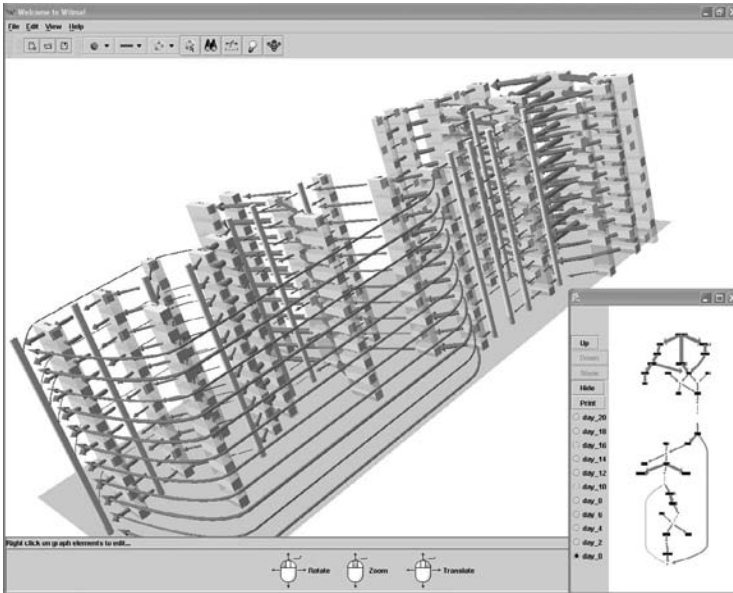 Welcome to Wilma!
File Edit View Help
Up
Down
Show
Hide
Print
day_20
day_18
day_16
day_14
day_12
day_10
day_8
day_6
day_4
day_2
day_0
Right click on graph elements to edit...
Rotate Zoom Translate